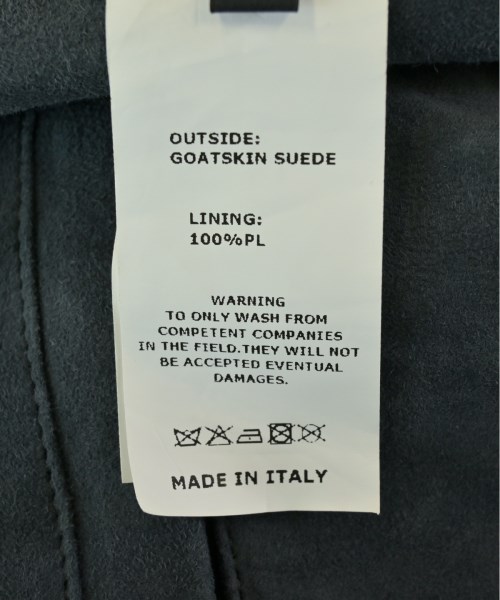 OUTSIDE:
GOATSKIN SUEDE
LINING:
100%PL
WARNING
TO ONLY WASH FROM
COMPETENT COMPANIES
IN THE FIELD.THEY WILL NOT
BE ACCEPTED EVENTUAL
DAMAGES.
MADE IN ITALY